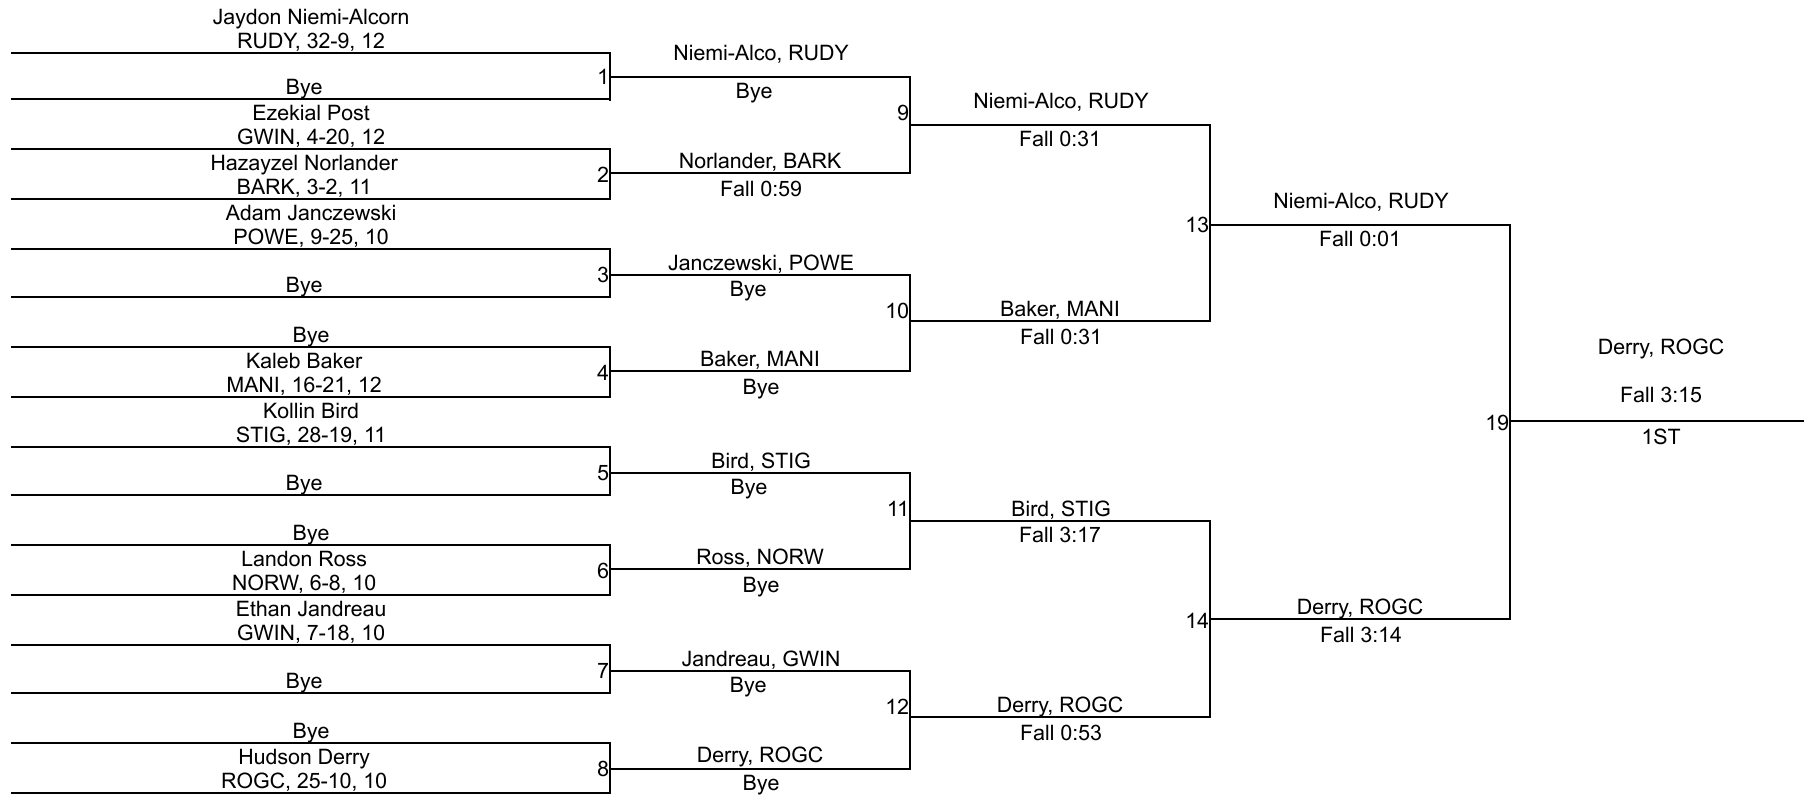 Jaydon Niemi-Alcorn
RUDY, 32-9, 12
Bye
1
Ezekial Post
GWIN, 4-20, 12
Hazayzel Norlander
BARK, 3-2, 11
2
Adam Janczewski
POWE, 9-25, 10
Bye
3
Bye
Kaleb Baker
MANI, 16-21, 12
4
Kollin Bird
STIG, 28-19, 11
Bye
5
Bye
Landon Ross
NORW, 6-8, 10
6
Ethan Jandreau
GWIN, 7-18, 10
Bye
7
Bye
Hudson Derry
ROGC, 25-10, 10
8
Niemi-Alco, RUDY
Bye
9
Norlander, BARK
Fall 0:59
Janczewski, POWE
Bye
10
Baker, MANI
Bye
Bird, STIG
Bye
11
Ross, NORW
Bye
Jandreau, GWIN
Bye
12
Derry, ROGC
Bye
Niemi-Alco, RUDY
Fall 0:31
13
Baker, MANI
Fall 0:31
Bird, STIG
Fall 3:17
14
Derry, ROGC
Fall 0:53
Niemi-Alco, RUDY
Fall 0:01
19
Derry, ROGC
Fall 3:14
Derry, ROGC
Fall 3:15
1ST